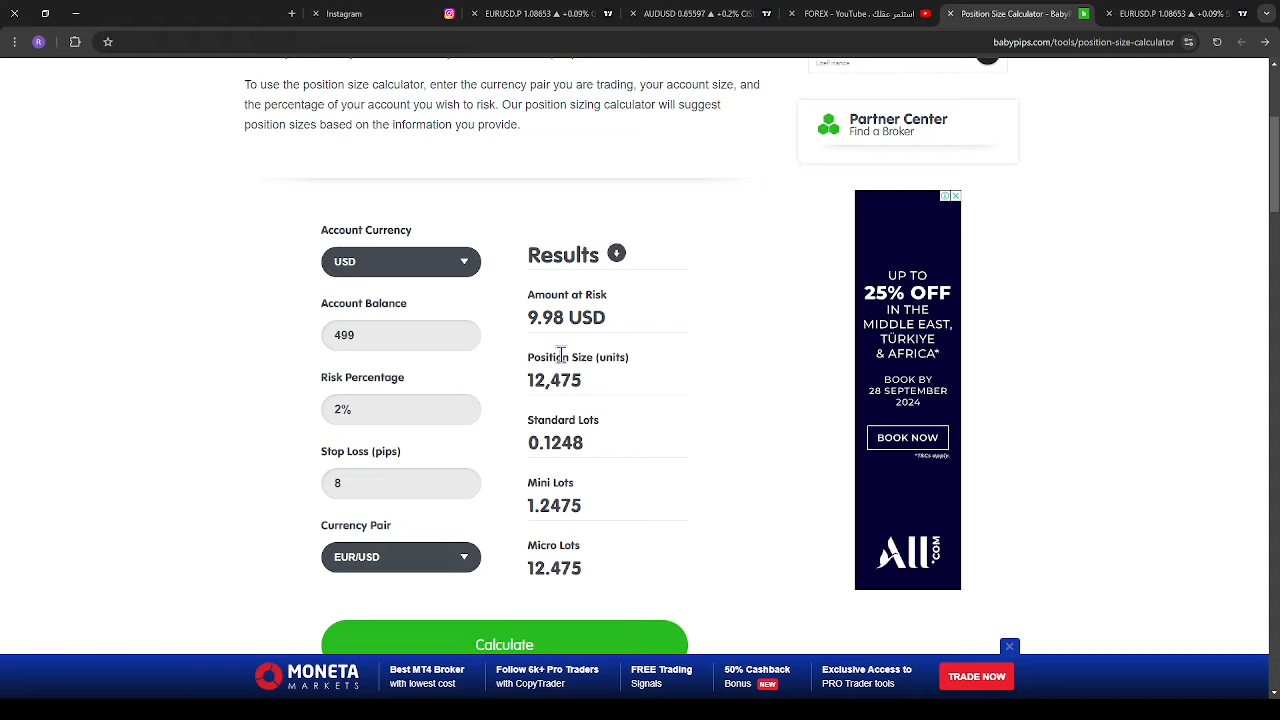 Instagram
EURUSD.P 1.08653 ▲ +0.09%
AUDUSD 0.65597 ▲ +0.2%
FOREX - YouTube
استثمر عقلك
Position Size Calculator - BabyP
EURUSD.P 1.08653 ▲ +0.09%
R
babypips.com/tools/position-size-calculator
LiteFinance
To use the position size calculator, enter the currency pair you are trading, your account size, and
the percentage of your account you wish to risk. Our position sizing calculator will suggest
position sizes based on the information you provide.
Partner Center
Find a Broker
Account Currency
USD
Account Balance
499
Risk Percentage
2%
Stop Loss (pips)
8
Currency Pair
EUR/USD
Results
Amount at Risk
9.98 USD
Position Size (units)
12,475
Standard Lots
0.1248
Mini Lots
1.2475
Micro Lots
12.475
Calculate
UP TO
25% OFF
IN THE
MIDDLE EAST,
TÜRKIYE
& AFRICA*
BOOK BY
28 SEPTEMBER
2024
BOOK NOW
*T&Cs apply.
ALL.COM
MONETA
MARKETS
Best MT4 Broker
with lowest cost
Follow 6k+ Pro Traders
with CopyTrader
FREE Trading
Signals
50% Cashback
Bonus NEW
Exclusive Access to
PRO Trader tools
TRADE NOW